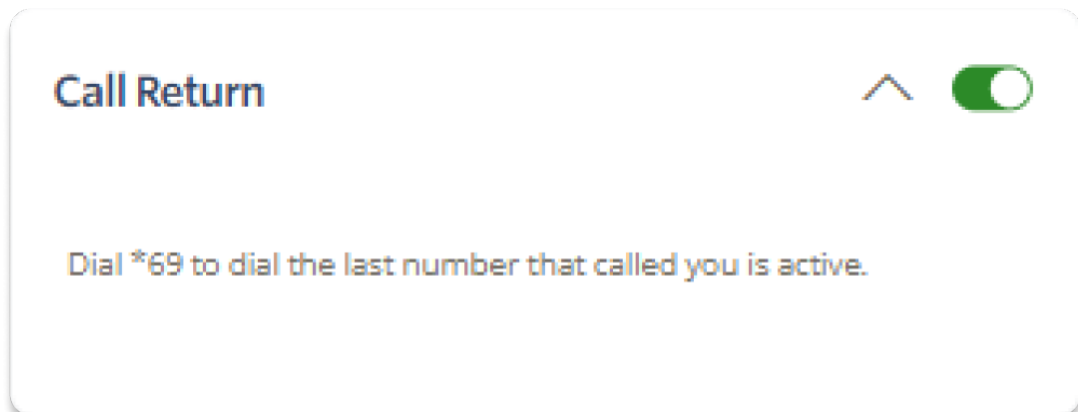 Call Return
Dial *69 to dial the last number that called you is active.